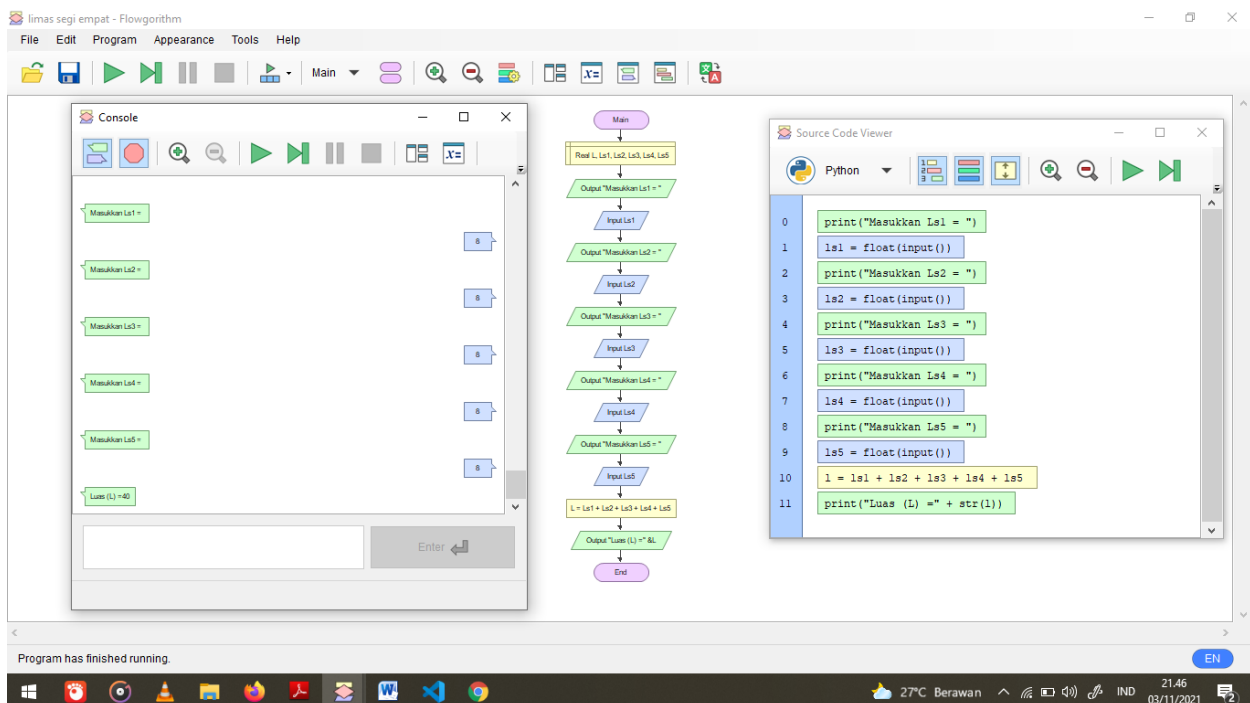 limas segi empat - Flowgorithm
File Edit Program Appearance Tools Help
Main
Console
Masukkan Ls1 =
8
Masukkan Ls2 =
8
Masukkan Ls3 =
8
Masukkan Ls4 =
8
Masukkan Ls5 =
8
Luas (L) =40
Enter
Main
Real L, Ls1, Ls2, Ls3, Ls4, Ls5
Output "Masukkan Ls1 = "
Input Ls1
Output "Masukkan Ls2 = "
Input Ls2
Output "Masukkan Ls3 = "
Input Ls3
Output "Masukkan Ls4 = "
Input Ls4
Output "Masukkan Ls5 = "
Input Ls5
L = Ls1 + Ls2 + Ls3 + Ls4 + Ls5
Output "Luas (L) =" &L
End
Source Code Viewer
Python
0 print("Masukkan Ls1 = ")
1 ls1 = float(input())
2 print("Masukkan Ls2 = ")
3 ls2 = float(input())
4 print("Masukkan Ls3 = ")
5 ls3 = float(input())
6 print("Masukkan Ls4 = ")
7 ls4 = float(input())
8 print("Masukkan Ls5 = ")
9 ls5 = float(input())
10 l = ls1 + ls2 + ls3 + ls4 + ls5
11 print("Luas (L) =" + str(l))
Program has finished running.
EN
27°C Berawan
IND
21.46
03/11/2021
2